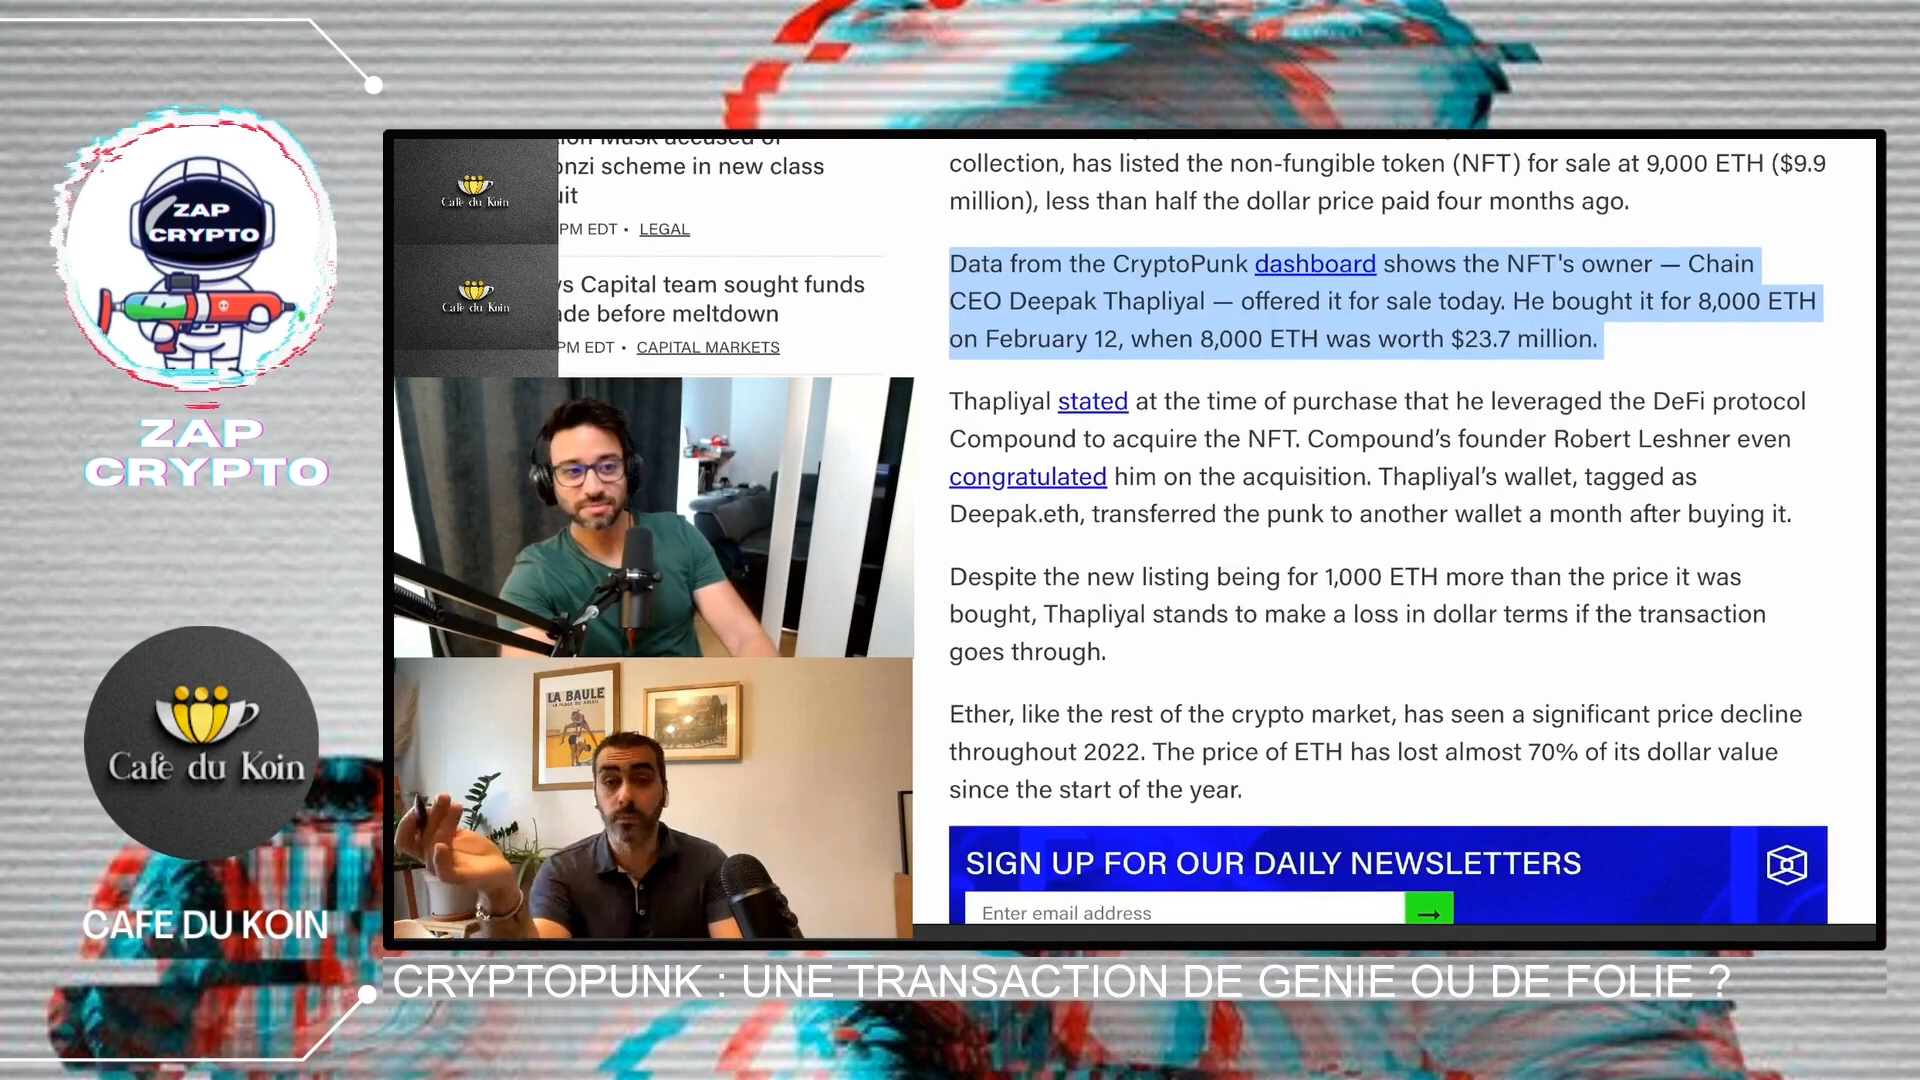 ZAP
CRYPTO
ZAP
CRYPTO
Cafe du Koin
CAFE DU KOIN
Cafe du Koin
Cafe du Koin
scheme in new class
PM EDT • LEGAL
Capital team sought funds
before meltdown
PM EDT • CAPITAL MARKETS
LA BAULE
collection, has listed the non-fungible token (NFT) for sale at 9,000 ETH ($9.9
million), less than half the dollar price paid four months ago.
Data from the CryptoPunk dashboard shows the NFT's owner — Chain
CEO Deepak Thapliyal — offered it for sale today. He bought it for 8,000 ETH
on February 12, when 8,000 ETH was worth $23.7 million.
Thapliyal stated at the time of purchase that he leveraged the DeFi protocol
Compound to acquire the NFT. Compound’s founder Robert Leshner even
congratulated him on the acquisition. Thapliyal’s wallet, tagged as
Deepak.eth, transferred the punk to another wallet a month after buying it.
Despite the new listing being for 1,000 ETH more than the price it was
bought, Thapliyal stands to make a loss in dollar terms if the transaction
goes through.
Ether, like the rest of the crypto market, has seen a significant price decline
throughout 2022. The price of ETH has lost almost 70% of its dollar value
since the start of the year.
SIGN UP FOR OUR DAILY NEWSLETTERS
Enter email address
CRYPTOPUNK : UNE TRANSACTION DE GENIE OU DE FOLIE ?